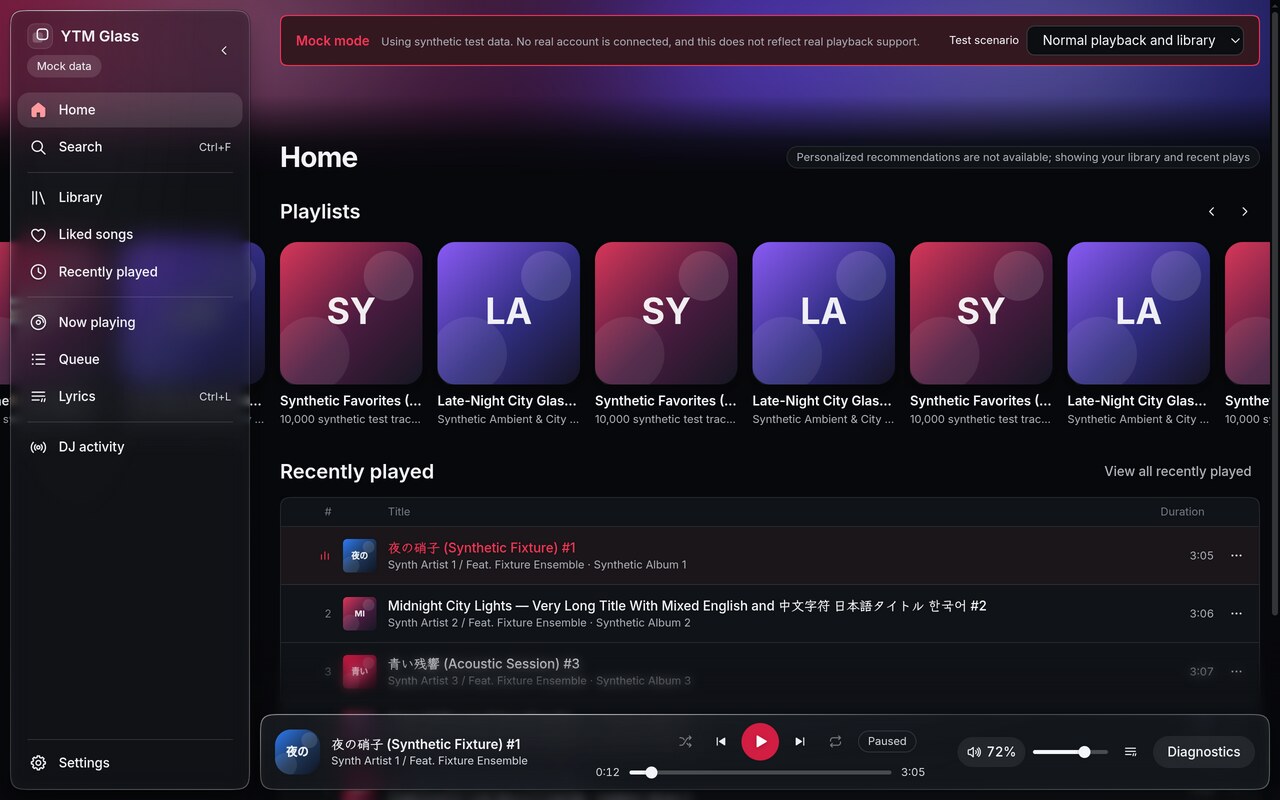 YTM Glass
Mock data
Home
Search Ctrl+F
Library
Liked songs
Recently played
Now playing
Queue
Lyrics Ctrl+L
DJ activity
Settings
Mock mode Using synthetic test data. No real account is connected, and this does not reflect real playback support. Test scenario Normal playback and library
Home
Personalized recommendations are not available; showing your library and recent plays
Playlists
SY LA SY LA SY LA
Synthetic Favorites (... Late-Night City Glas... Synthetic Favorites (... Late-Night City Glas... Synthetic Favorites (... Late-Night City Glas... Synthe
10,000 synthetic test trac... Synthetic Ambient & City ... 10,000 synthetic test trac... Synthetic Ambient & City ... 10,000 synthetic test trac... Synthetic Ambient & City ... 10,000 s
Recently played View all recently played
# Title Duration
夜の 夜の硝子 (Synthetic Fixture) #1 3:05 ...
Synth Artist 1 / Feat. Fixture Ensemble · Synthetic Album 1
2 MI Midnight City Lights — Very Long Title With Mixed English and 中文字符 日本語タイトル 한국어 #2 3:06 ...
Synth Artist 2 / Feat. Fixture Ensemble · Synthetic Album 2
3 青い 青い残響 (Acoustic Session) #3 3:07 ...
Synth Artist 3 / Feat. Fixture Ensemble · Synthetic Album 3
夜の 夜の硝子 (Synthetic Fixture) #1
Synth Artist 1 / Feat. Fixture Ensemble
Paused
0:12 3:05
72%
Diagnostics